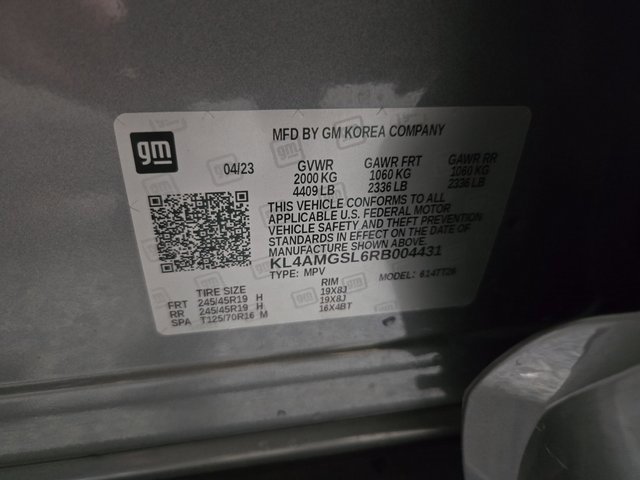 gm
MFD BY GM KOREA COMPANY
04/23 GVWR GAWR FRT GAWR RR
2000 KG 1060 KG 1060 KG
4409 LB 2336 LB 2336 LB
THIS VEHICLE CONFORMS TO ALL
APPLICABLE U.S. FEDERAL MOTOR
VEHICLE SAFETY AND THEFT PREVENTION
STANDARDS IN EFFECT ON THE DATE OF
MANUFACTURE SHOWN ABOVE.
KL4AMGSL6RB004431
TYPE: MPV MODEL: 614TT26
TIRE SIZE RIM
FRT 245/45R19 H 19X8J
RR 245/45R19 H 19X8J
SPA T125/70R16 M 16X4BT